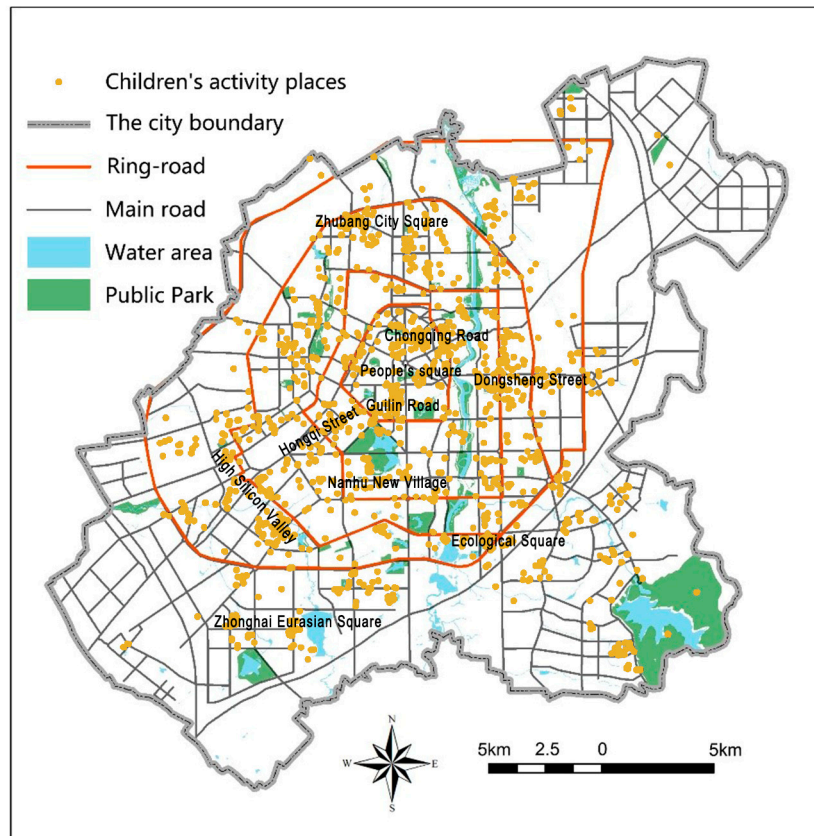 Children's activity places
The city boundary
Ring-road
Main road
Water area
Public Park
Zhubang City Square
Chongqing Road
People's square
Dongsheng Street
Guilin Road
Hongqi Street
High Silicon Valley
Nanhu New Village
Ecological Square
Zhonghai Eurasian Square
N
W
E
S
5km 2.5 0 5km